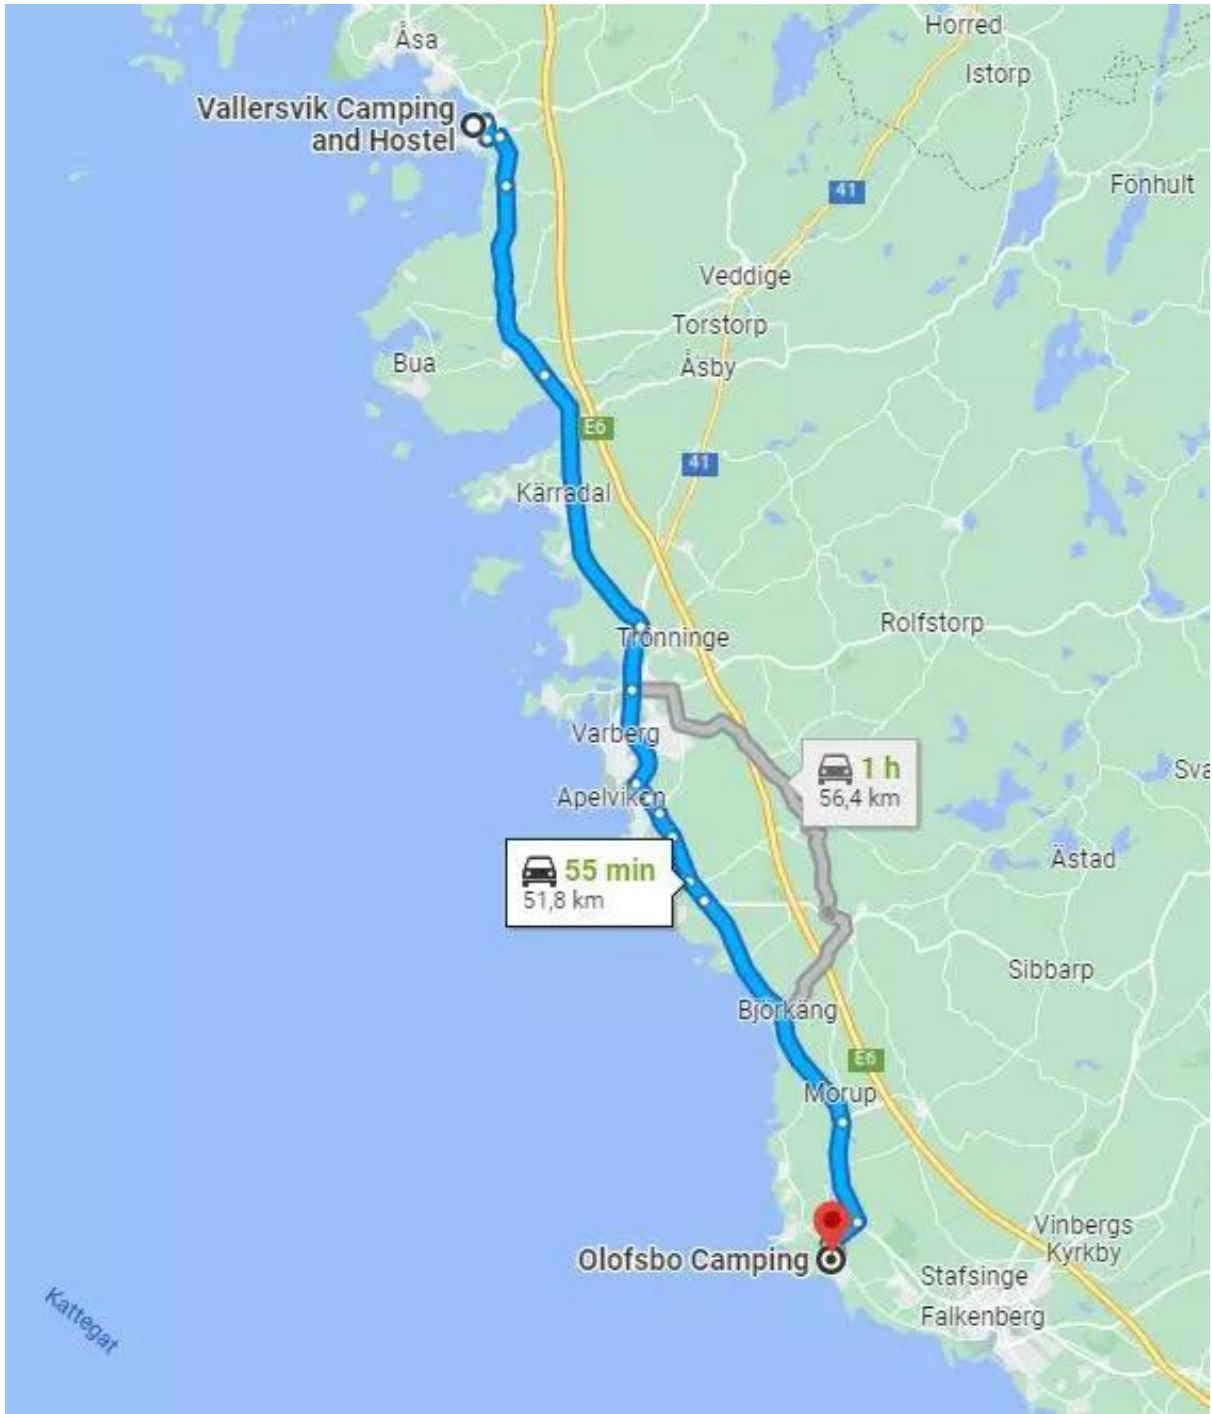 Horred
Åsa
Istorp
Vallersvik Camping
and Hostel
41
Fönhult
Veddige
Torstorp
Åsby
Bua
E6
41
Kärradal
Rolfstorp
Trönninge
Varberg
1 h
56,4 km
Sva
Apelviken
Ästad
55 min
51,8 km
Sibbarp
Björkäng
E6
Morup
Vinbergs
Kyrkby
Olofsbo Camping
Stafsinge
Falkenberg
Kattegat